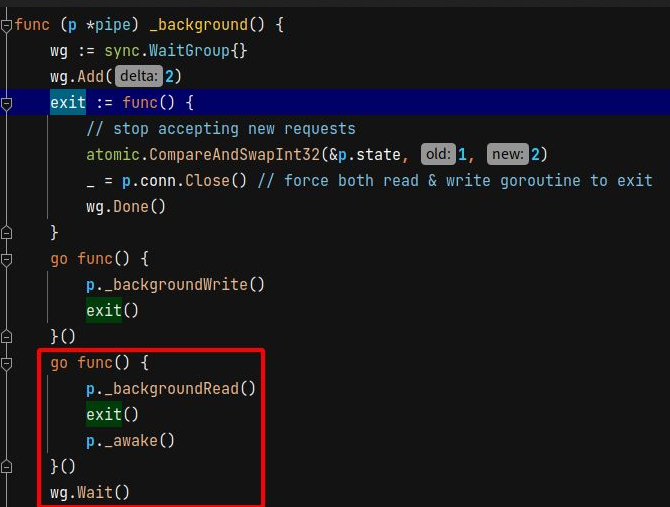 func (p *pipe) _background() {
    wg := sync.WaitGroup{}
    wg.Add( delta: 2)
    exit := func() {
        // stop accepting new requests
        atomic.CompareAndSwapInt32(&p.state, old: 1, new: 2)
        _ = p.conn.Close() // force both read & write goroutine to exit
        wg.Done()
    }
    go func() {
        p._backgroundWrite()
        exit()
    }()
    go func() {
        p._backgroundRead()
        exit()
        p._awake()
    }()
    wg.Wait()